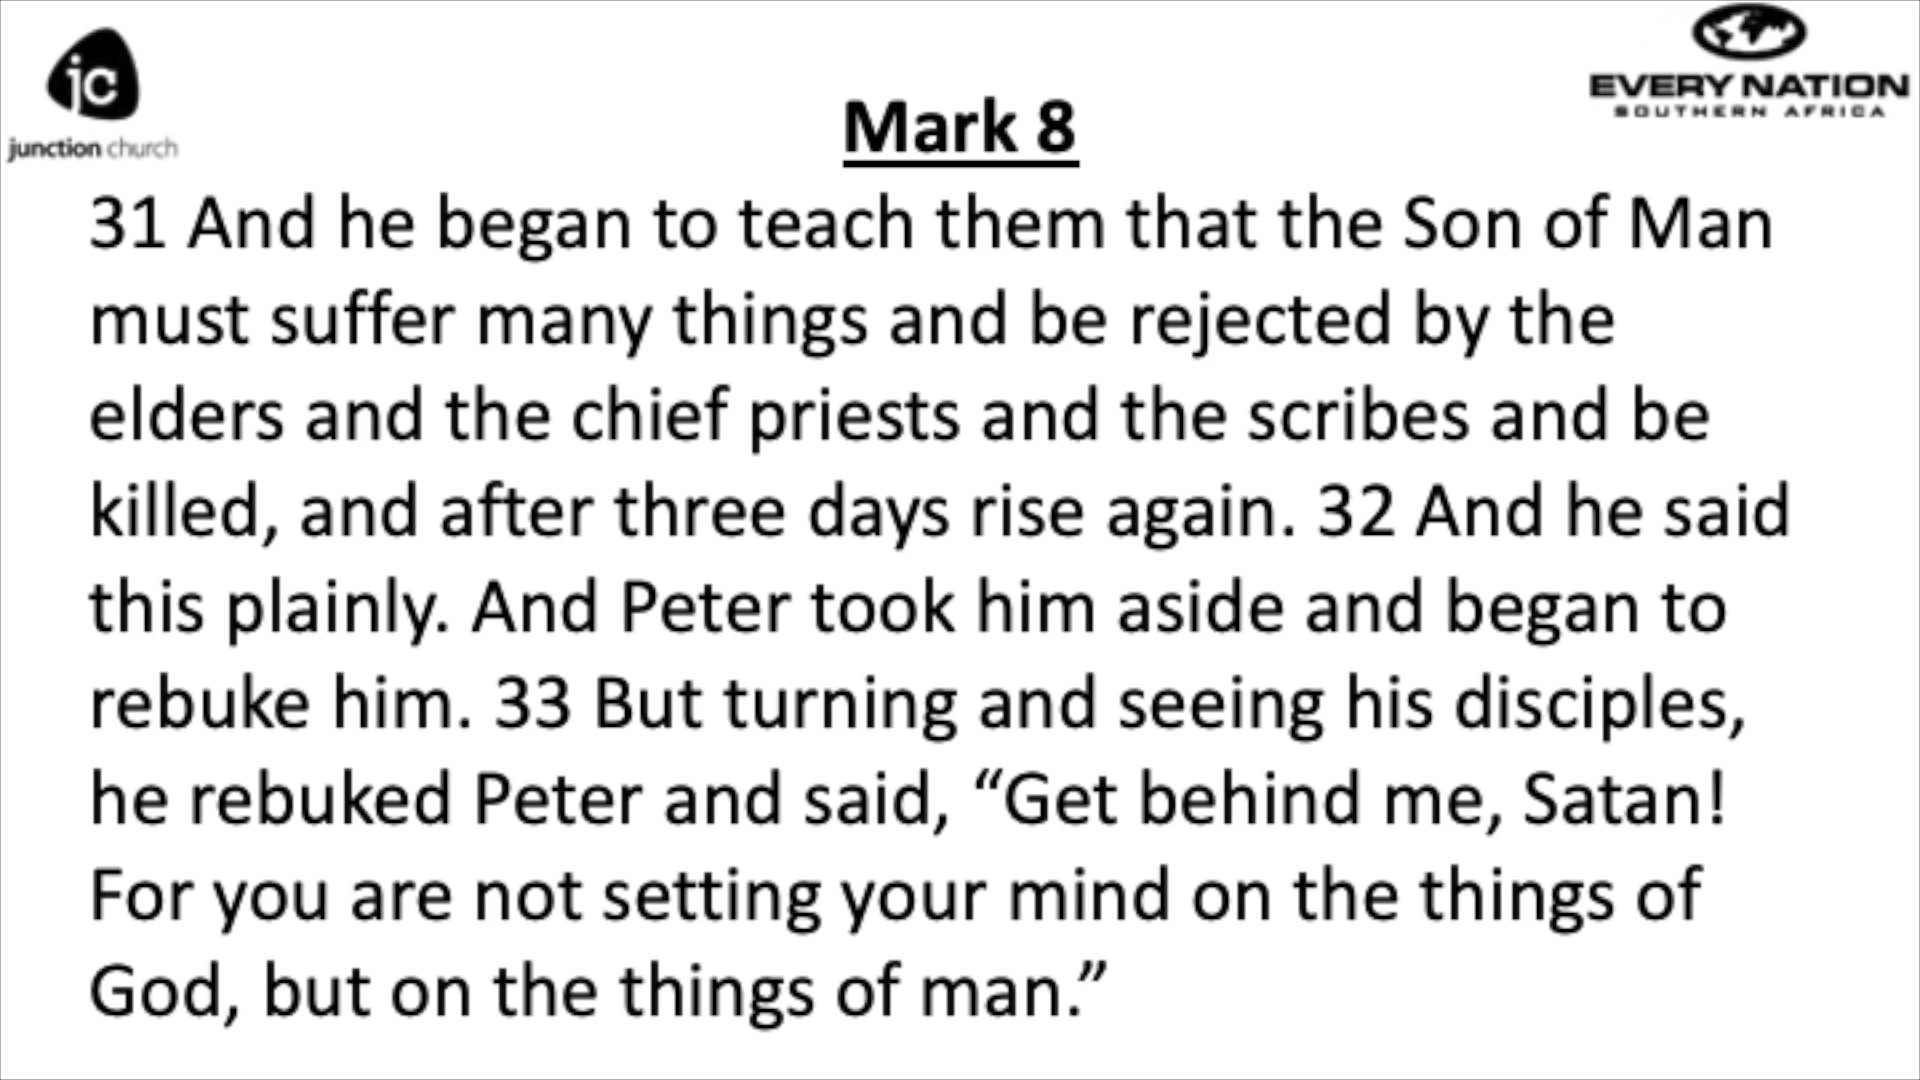 jc
junction church
EVERY NATION
SOUTHERN AFRICA
Mark 8
31 And he began to teach them that the Son of Man
must suffer many things and be rejected by the
elders and the chief priests and the scribes and be
killed, and after three days rise again. 32 And he said
this plainly. And Peter took him aside and began to
rebuke him. 33 But turning and seeing his disciples,
he rebuked Peter and said, “Get behind me, Satan!
For you are not setting your mind on the things of
God, but on the things of man.”